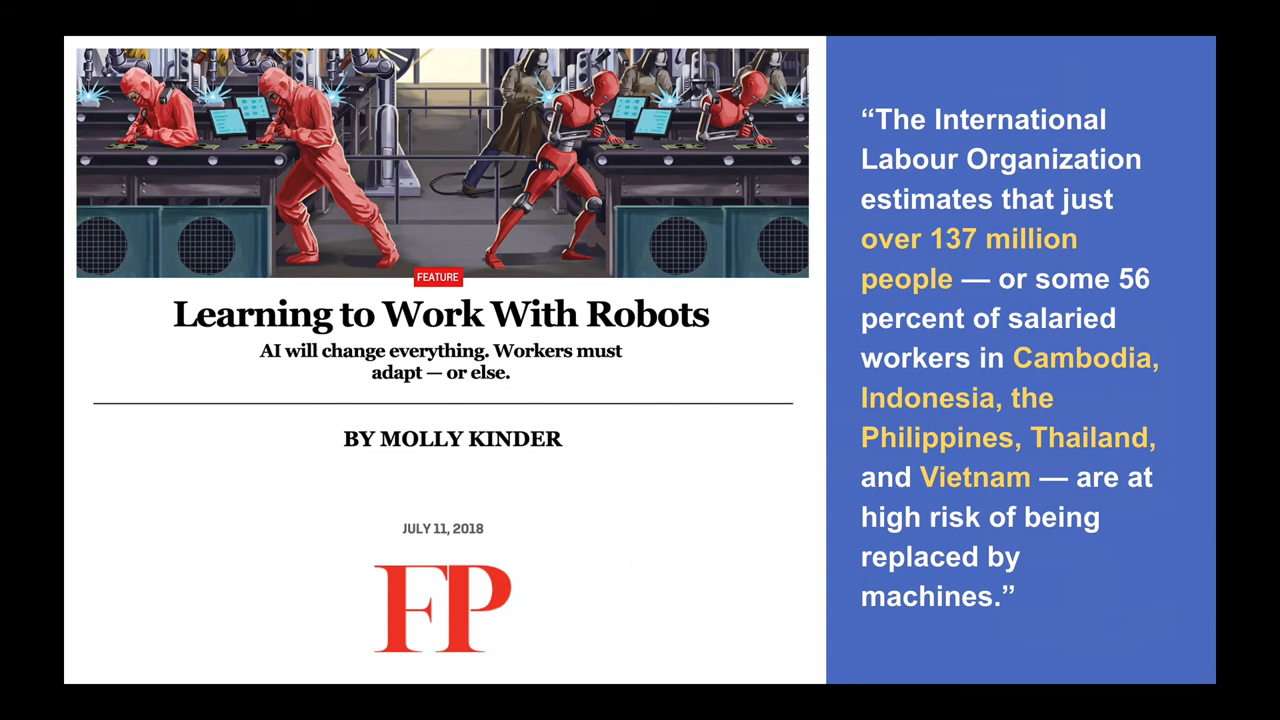 FEATURE
Learning to Work With Robots
AI will change everything. Workers must
adapt — or else.
BY MOLLY KINDER
JULY 11, 2018
FP
“The International
Labour Organization
estimates that just
over 137 million
people — or some 56
percent of salaried
workers in Cambodia,
Indonesia, the
Philippines, Thailand,
and Vietnam — are at
high risk of being
replaced by
machines.”